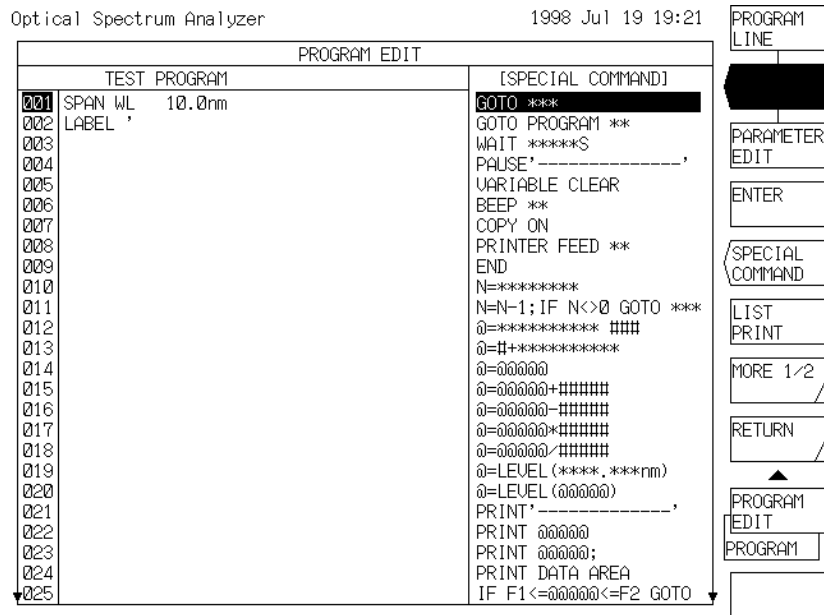 Optical Spectrum Analyzer
1998 Jul 19 19:21
PROGRAM EDIT
TEST PROGRAM
[SPECIAL COMMAND]
001 SPAN WL 10.0nm
002 LABEL '
003
004
005
006
007
008
009
010
011
012
013
014
015
016
017
018
019
020
021
022
023
024
025
GOTO ***
GOTO PROGRAM **
WAIT *****S
PAUSE'--------------'
VARIABLE CLEAR
BEEP **
COPY ON
PRINTER FEED **
END
N=********
N=N-1;IF N<>0 GOTO ***
@=*********** ###
@=#+**********
@=@@@@@
@=@@@@@+#####
@=@@@@@-#####
@=@@@@@*#####
@=@@@@@/#####
@=LEVEL(****.***nm)
@=LEVEL(@@@@@)
PRINT'-------------'
PRINT @@@@@
PRINT @@@@@;
PRINT DATA AREA
IF F1<=@@@@@<=F2 GOTO
PROGRAM
LINE
PARAMETER
EDIT
ENTER
SPECIAL
COMMAND
LIST
PRINT
MORE 1/2
RETURN
PROGRAM
EDIT
PROGRAM